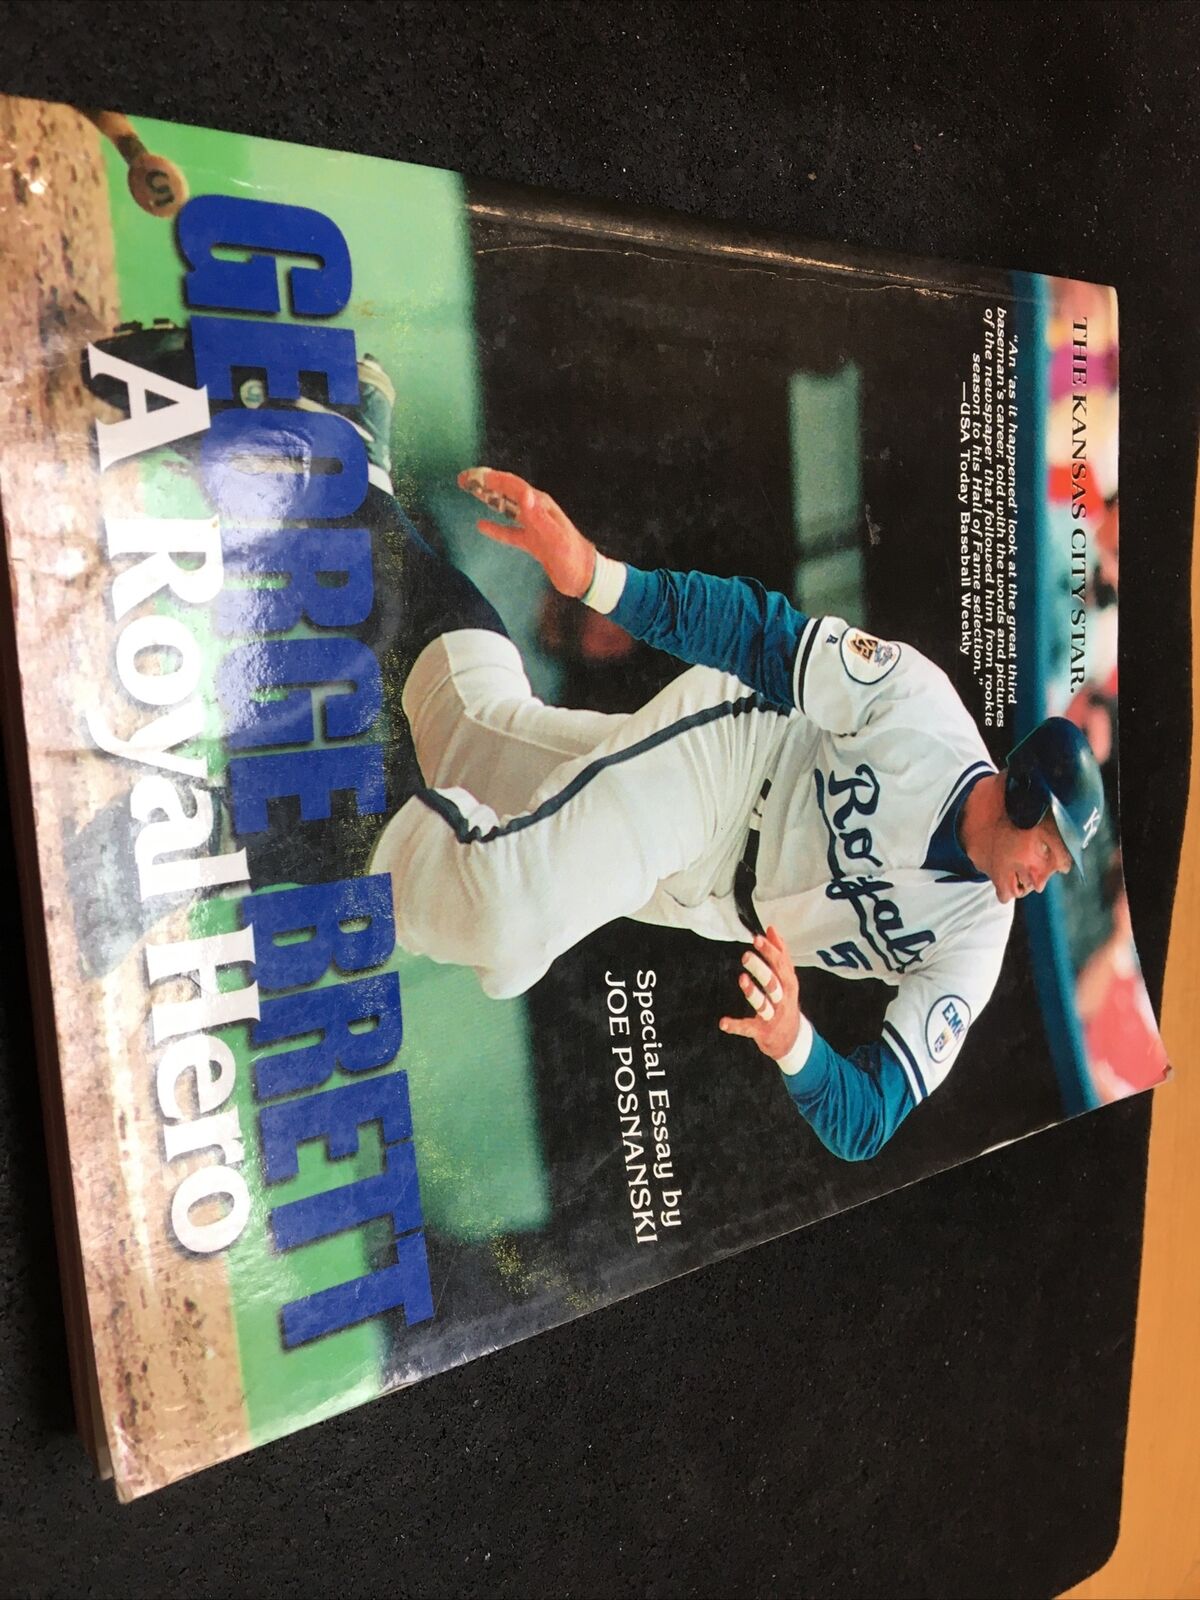 THE KANSAS CITY STAR.
"An 'as it happened' look at the great third
baseman's career, told with the words and pictures
of the newspaper that followed him from rookie
season to his Hall of Fame selection."
—USA Today Baseball Weekly
K
Royals
5
EMK
R
Special Essay by
JOE POSNANSKI
GEORGE BRETT
A Royal Hero
5